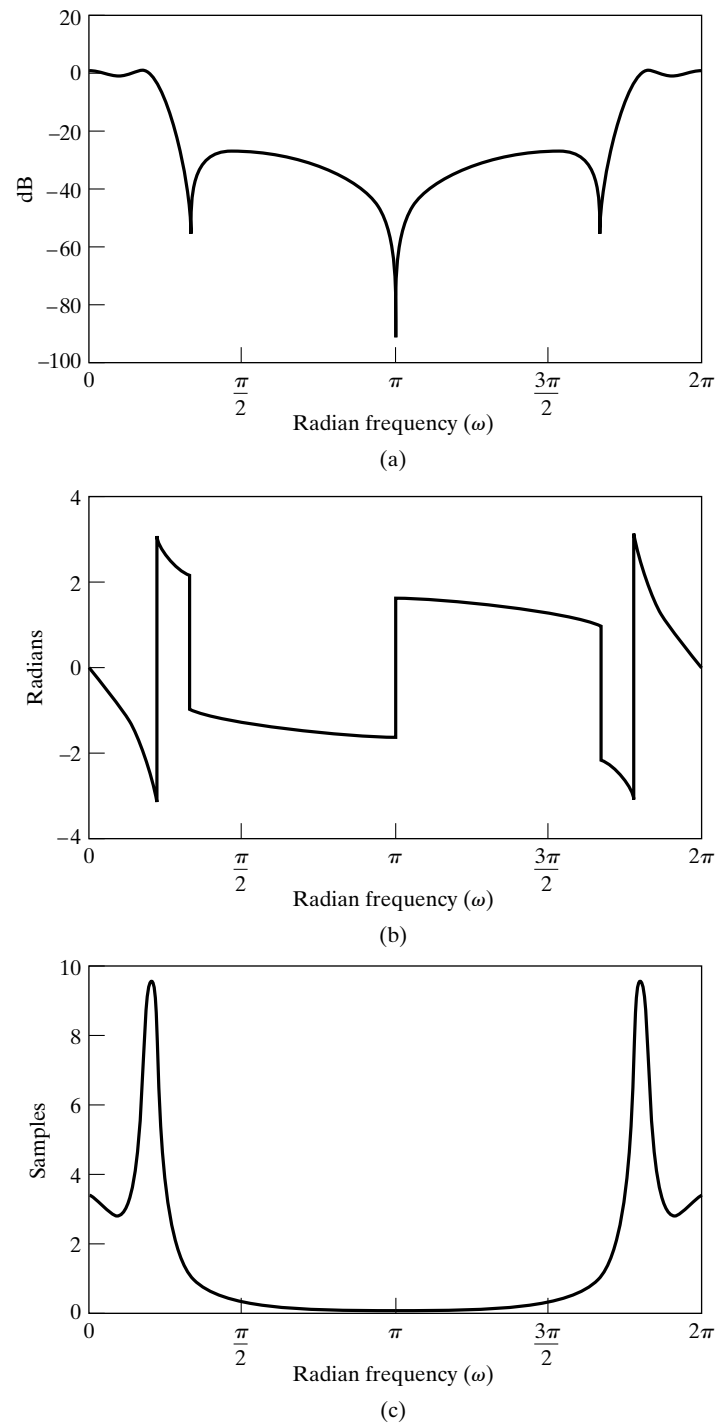 20
0
–20
–40
–60
–80
–100
dB
0
π/2
π
3π/2
2π
Radian frequency (ω)
(a)
4
2
0
–2
–4
Radians
0
π/2
π
3π/2
2π
Radian frequency (ω)
(b)
10
8
6
4
2
0
Samples
0
π/2
π
3π/2
2π
Radian frequency (ω)
(c)